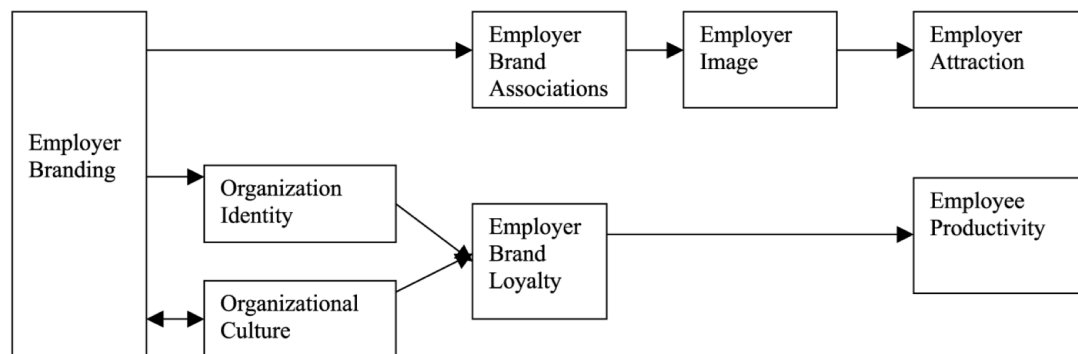 Employer
Branding
Employer
Brand
Associations
Employer
Image
Employer
Attraction
Organization
Identity
Organizational
Culture
Employer
Brand
Loyalty
Employee
Productivity